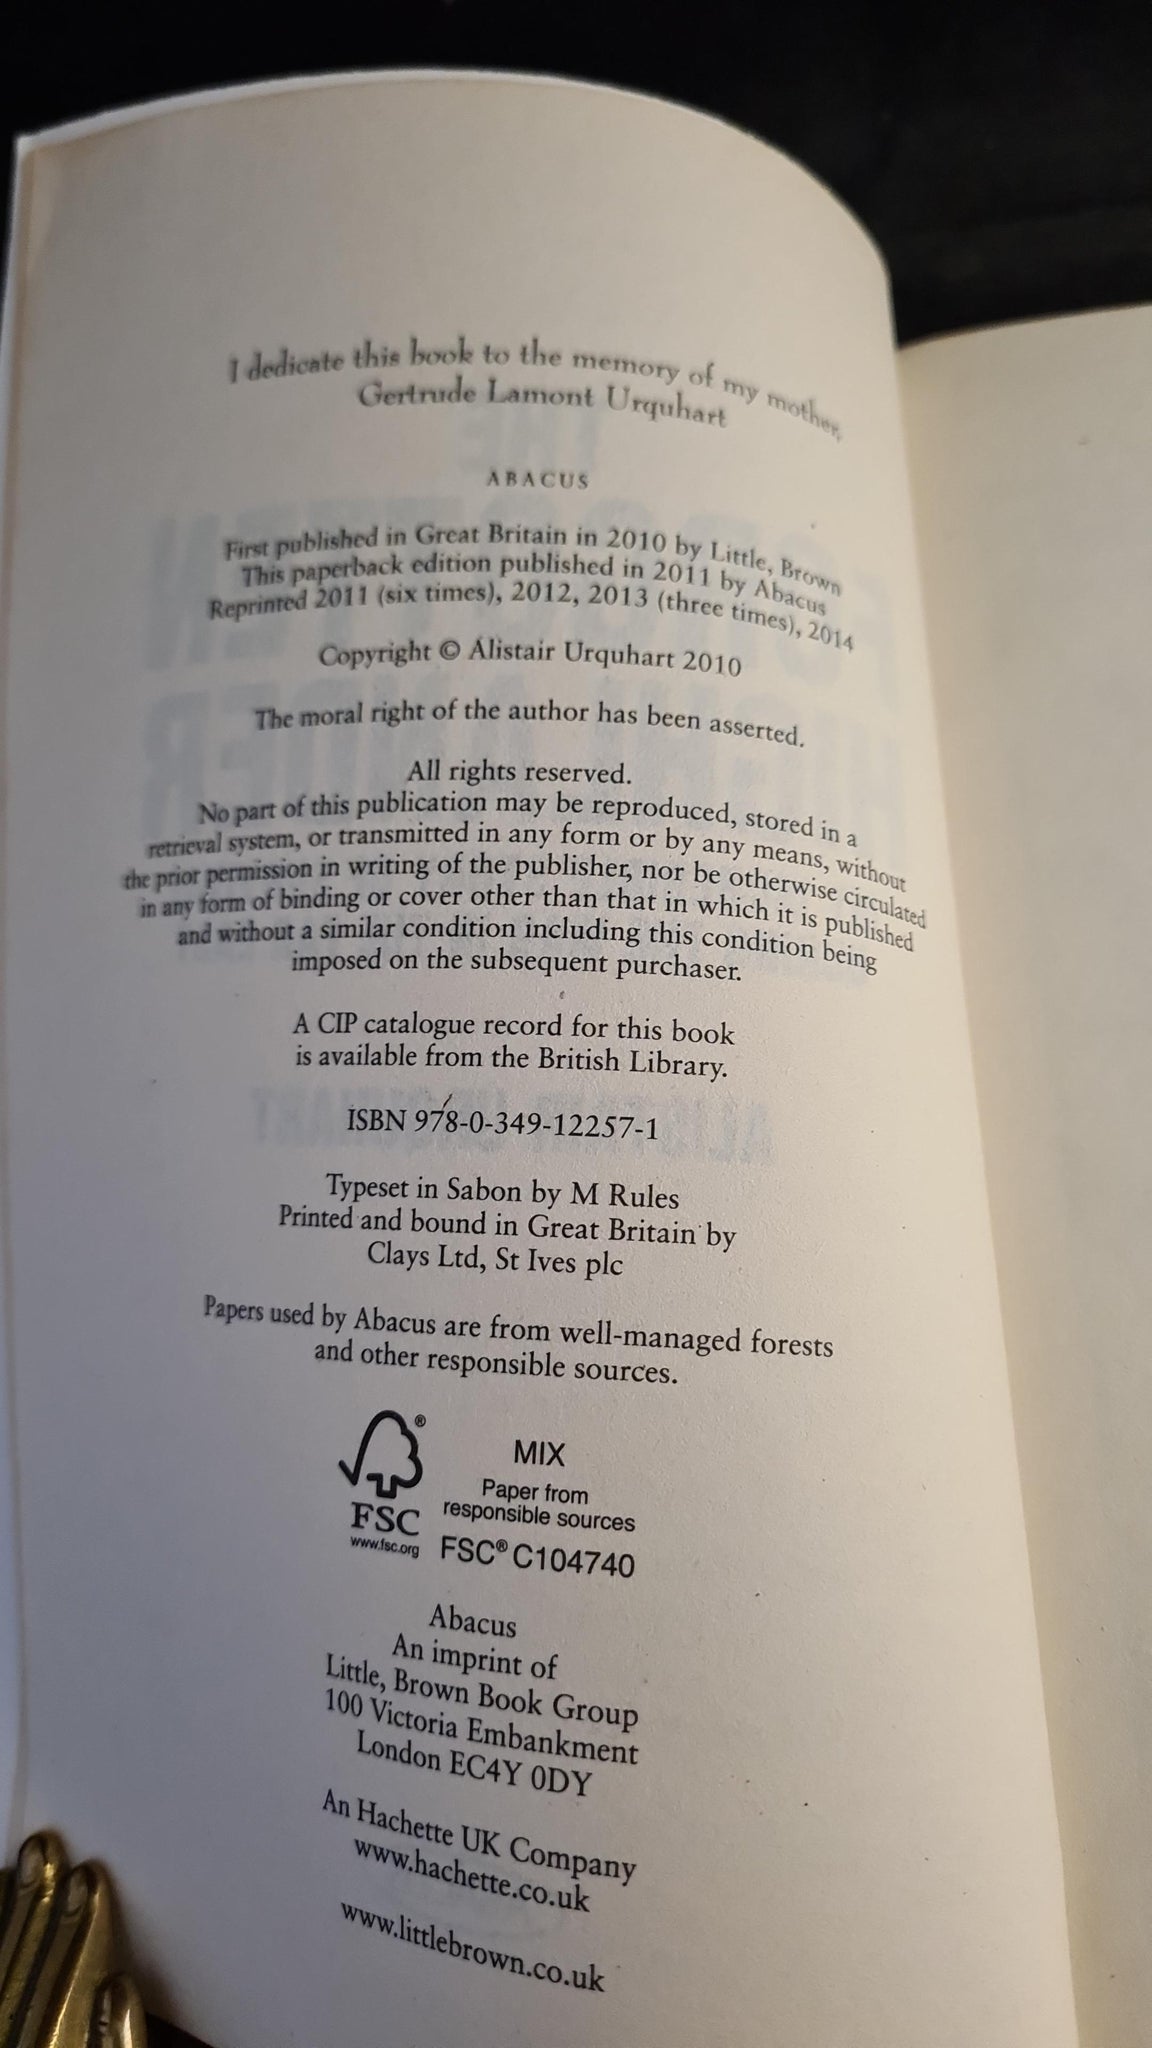 I dedicate this book to the memory of my mother,
Gertrude Lamont Urquhart
ABACUS
First published in Great Britain in 2010 by Little, Brown
This paperback edition published in 2011 by Abacus
Reprinted 2011 (six times), 2012, 2013 (three times), 2014
Copyright © Alistair Urquhart 2010
The moral right of the author has been asserted.
All rights reserved.
No part of this publication may be reproduced, stored in a
retrieval system, or transmitted in any form or by any means, without
the prior permission in writing of the publisher, nor be otherwise circulated
in any form of binding or cover other than that in which it is published
and without a similar condition including this condition being
imposed on the subsequent purchaser.
A CIP catalogue record for this book
is available from the British Library.
ISBN 978-0-349-12257-1
Typeset in Sabon by M Rules
Printed and bound in Great Britain by
Clays Ltd, St Ives plc
Papers used by Abacus are from well-managed forests
and other responsible sources.
FSC®
www.fsc.org
MIX
Paper from
responsible sources
FSC® C104740
Abacus
An imprint of
Little, Brown Book Group
100 Victoria Embankment
London EC4Y 0DY
An Hachette UK Company
www.hachette.co.uk
www.littlebrown.co.uk